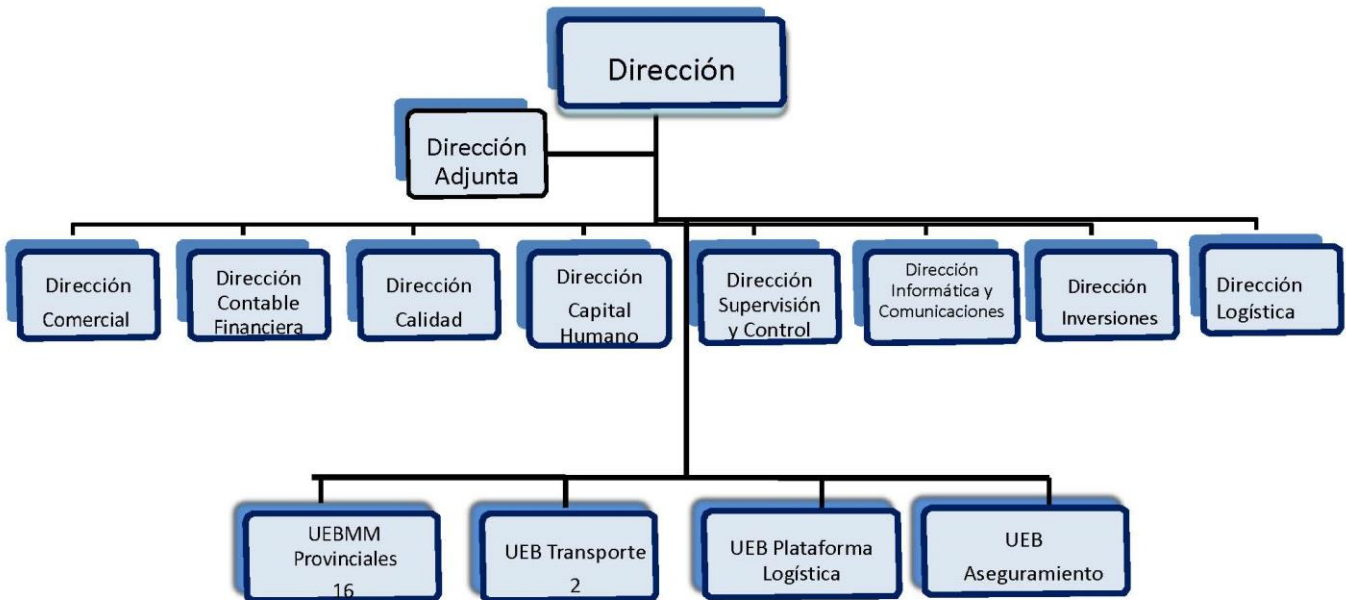 Dirección
Dirección
Adjunta
Dirección
Comercial
Dirección
Contable
Financiera
Dirección
Calidad
Dirección
Capital
Humano
Dirección
Supervisión
y Control
Dirección
Informática y
Comunicaciones
Dirección
Inversiones
Dirección
Logística
UEBMM
Provinciales
16
UEB Transporte
2
UEB Plataforma
Logística
UEB
Aseguramiento